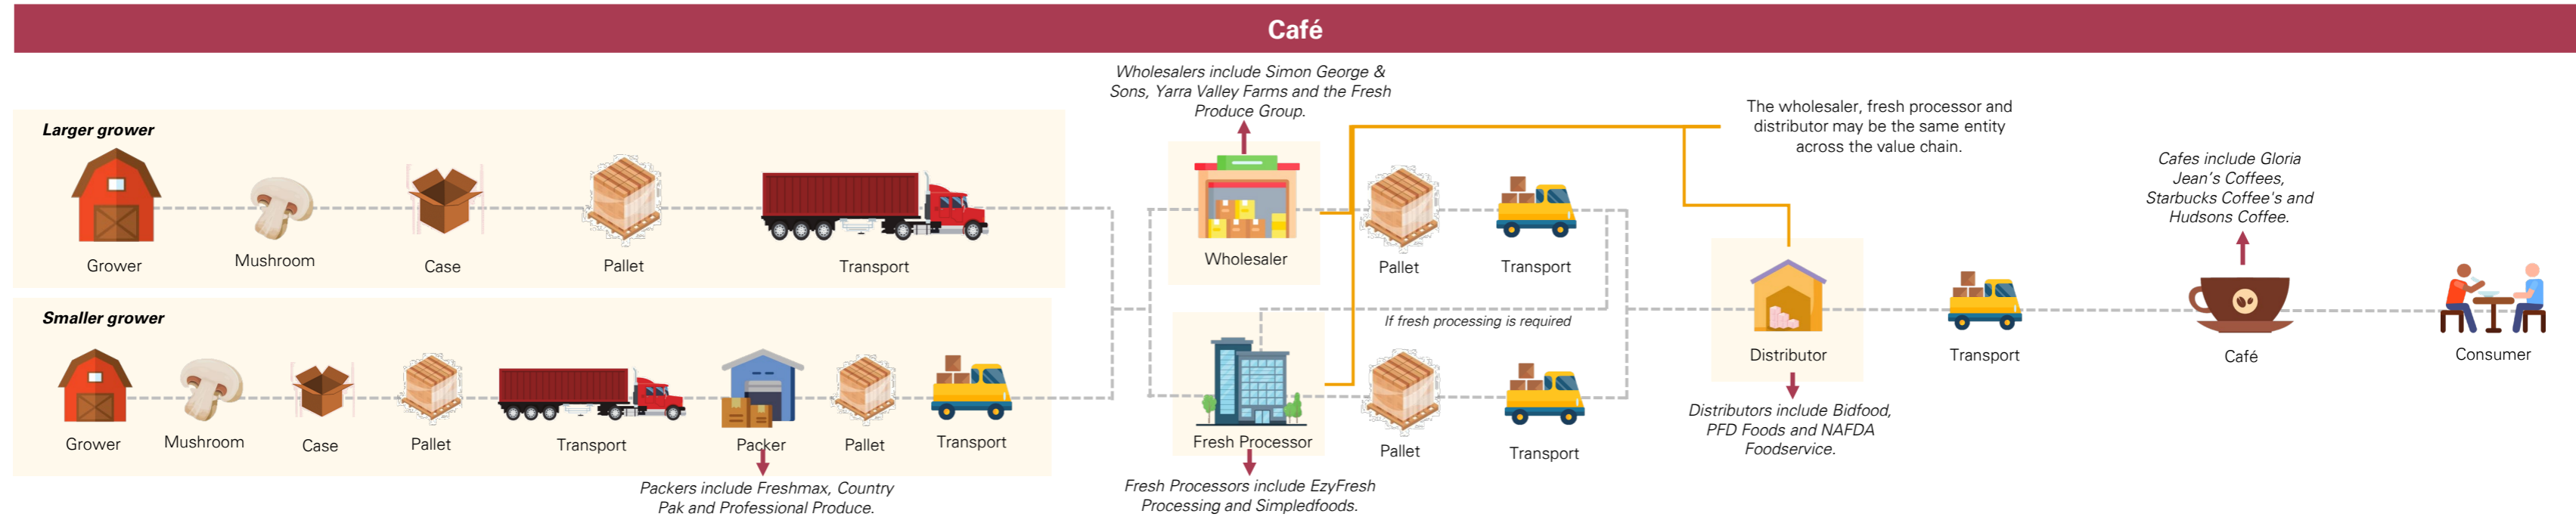 Café
Wholesalers include Simon George &
Sons, Yarra Valley Farms and the Fresh
Produce Group.
The wholesaler, fresh processor and
distributor may be the same entity
across the value chain.
Larger grower
Cafes include Gloria
Jean's Coffees,
Starbucks Coffee's and
Hudsons Coffee.
Grower
Mushroom
Case
Pallet
Transport
Wholesaler
Pallet
Transport
Smaller grower
If fresh processing is required
Distributor
Transport
Café
Consumer
Grower
Mushroom
Case
Pallet
Transport
Packer
Pallet
Transport
Fresh Processor
Pallet
Transport
Distributors include Bidfood,
PFD Foods and NAFDA
Foodservice.
Packers include Freshmax, Country
Pak and Professional Produce.
Fresh Processors include EzyFresh
Processing and Simpledfoods.